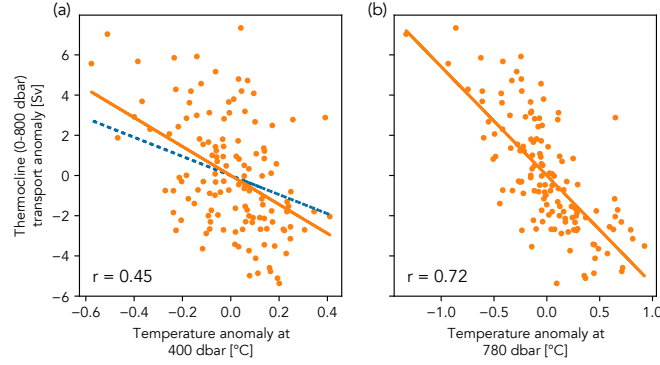 (a)
(b)
Thermocline (0–800 dbar)
transport anomaly [Sv]
6
4
2
0
−2
−4
−6
r = 0.45
r = 0.72
−0.6 −0.4 −0.2 0.0 0.2 0.4
−1.0 −0.5 0.0 0.5 1.0
Temperature anomaly at
400 dbar [°C]
Temperature anomaly at
780 dbar [°C]